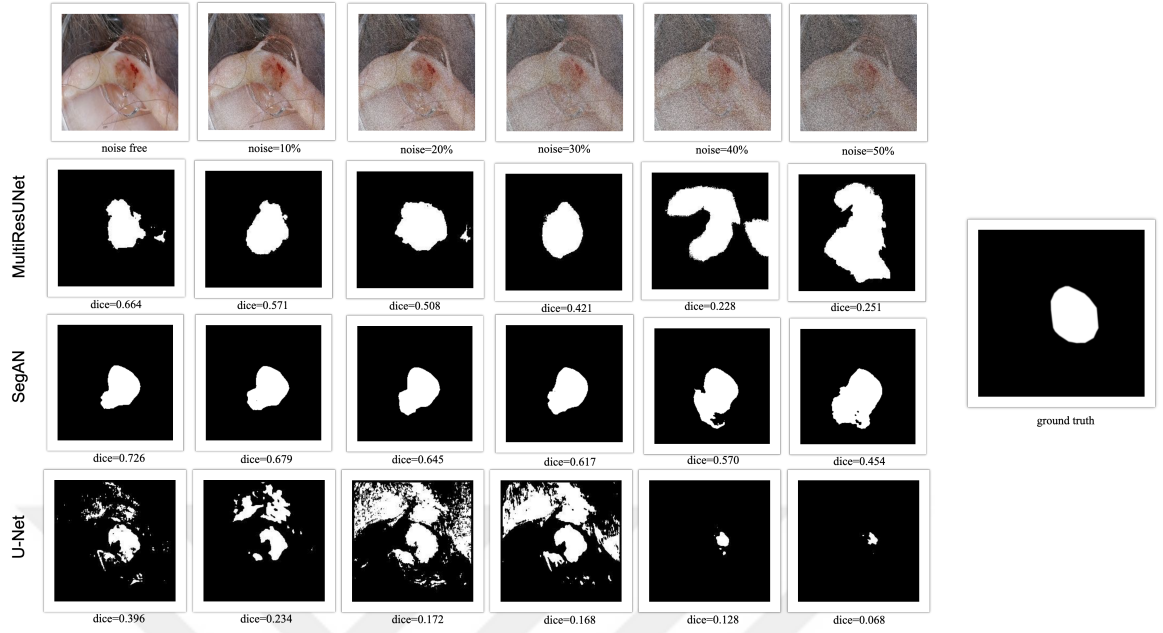 noise free noise=10% noise=20% noise=30% noise=40% noise=50%
MultiResUNet
dice=0.664 dice=0.571 dice=0.508 dice=0.421 dice=0.228 dice=0.251
SegAN
dice=0.726 dice=0.679 dice=0.645 dice=0.617 dice=0.570 dice=0.454
ground truth
U-Net
dice=0.396 dice=0.234 dice=0.172 dice=0.168 dice=0.128 dice=0.068